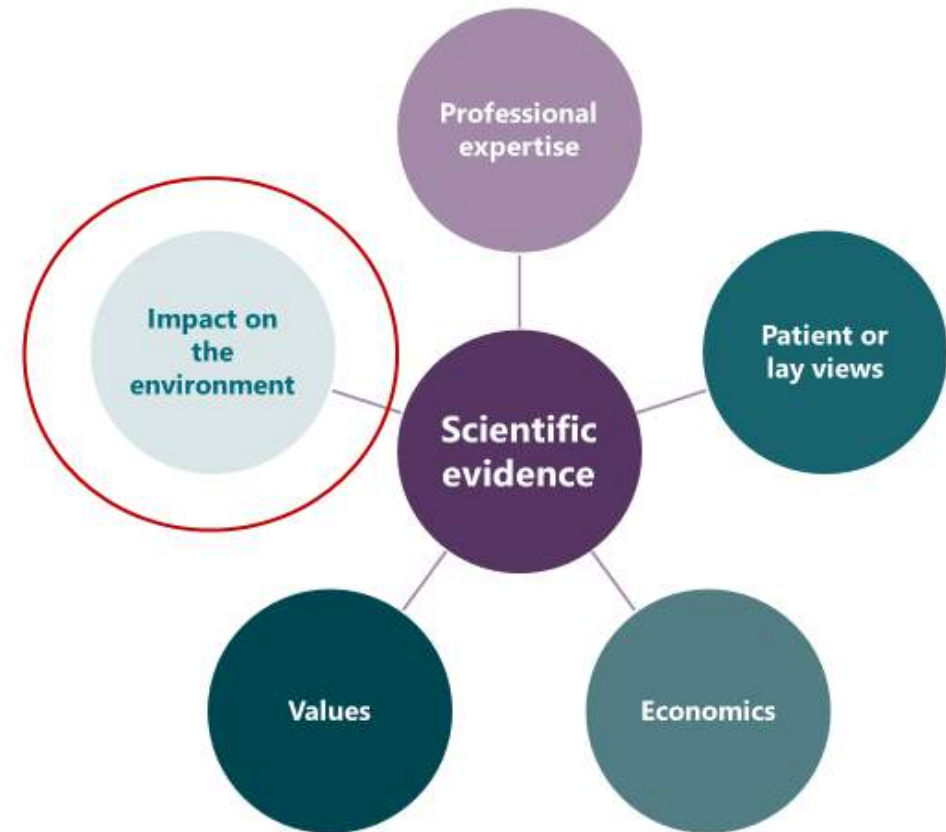 Professional
expertise
Impact on
the
environment
Patient or
lay views
Scientific
evidence
Values
Economics